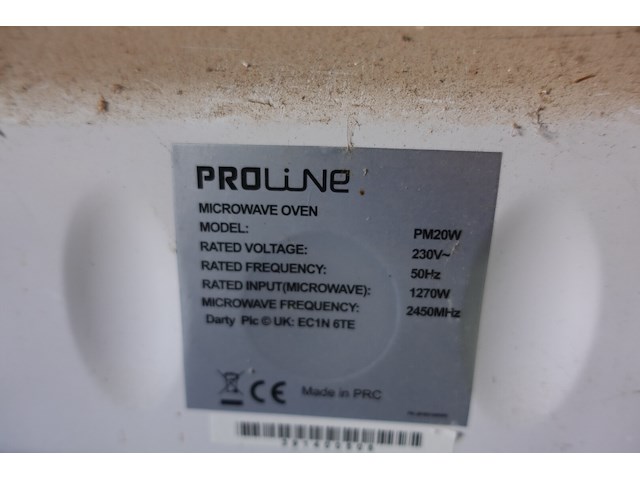 PROLINE
MICROWAVE OVEN
MODEL: PM20W
RATED VOLTAGE: 230V~
RATED FREQUENCY: 50Hz
RATED INPUT(MICROWAVE): 1270W
MICROWAVE FREQUENCY: 2450MHz
Darty Plc © UK: EC1N 6TE
CE Made in PRC